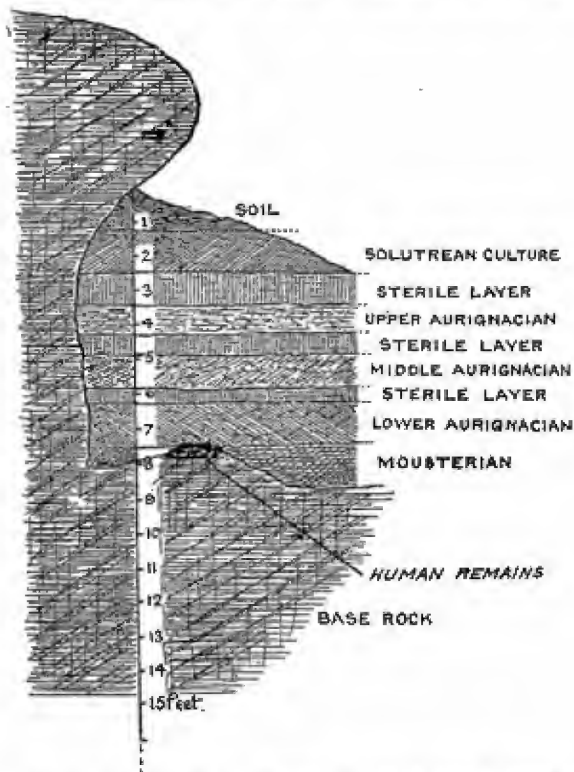 SOIL
1
2
SOLUTREAN CULTURE
3
STERILE LAYER
4
UPPER AURIGNACIAN
STERILE LAYER
5
MIDDLE AURIGNACIAN
6
STERILE LAYER
7
LOWER AURIGNACIAN
8
MOUSTERIAN
9
10
11
HUMAN REMAINS
12
BASE ROCK
13
14
15 feet.